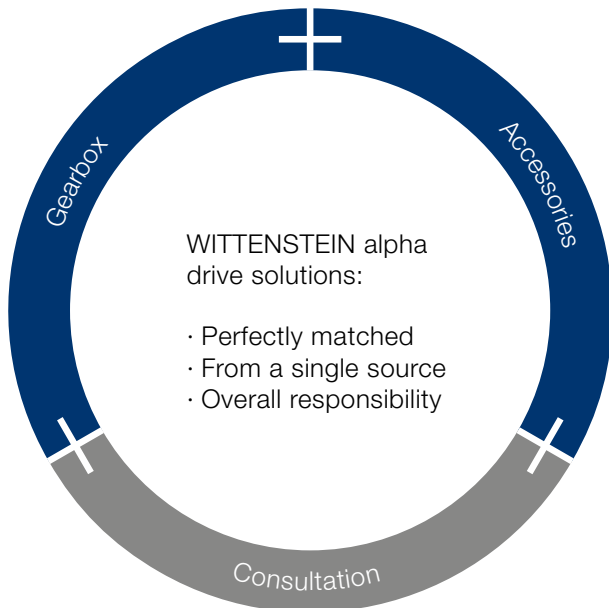 Gearbox
Accessories
WITTENSTEIN alpha
drive solutions:
· Perfectly matched
· From a single source
· Overall responsibility
Consultation